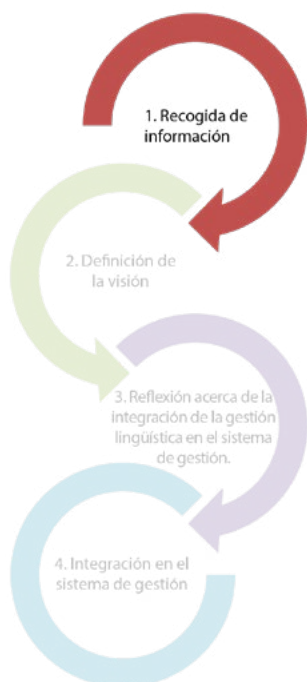 1. Recogida de
información
2. Definición de
la visión
3. Reflexión acerca de la
integración de la gestión
lingüística en el sistema
de gestión.
4. Integración en el
sistema de gestión